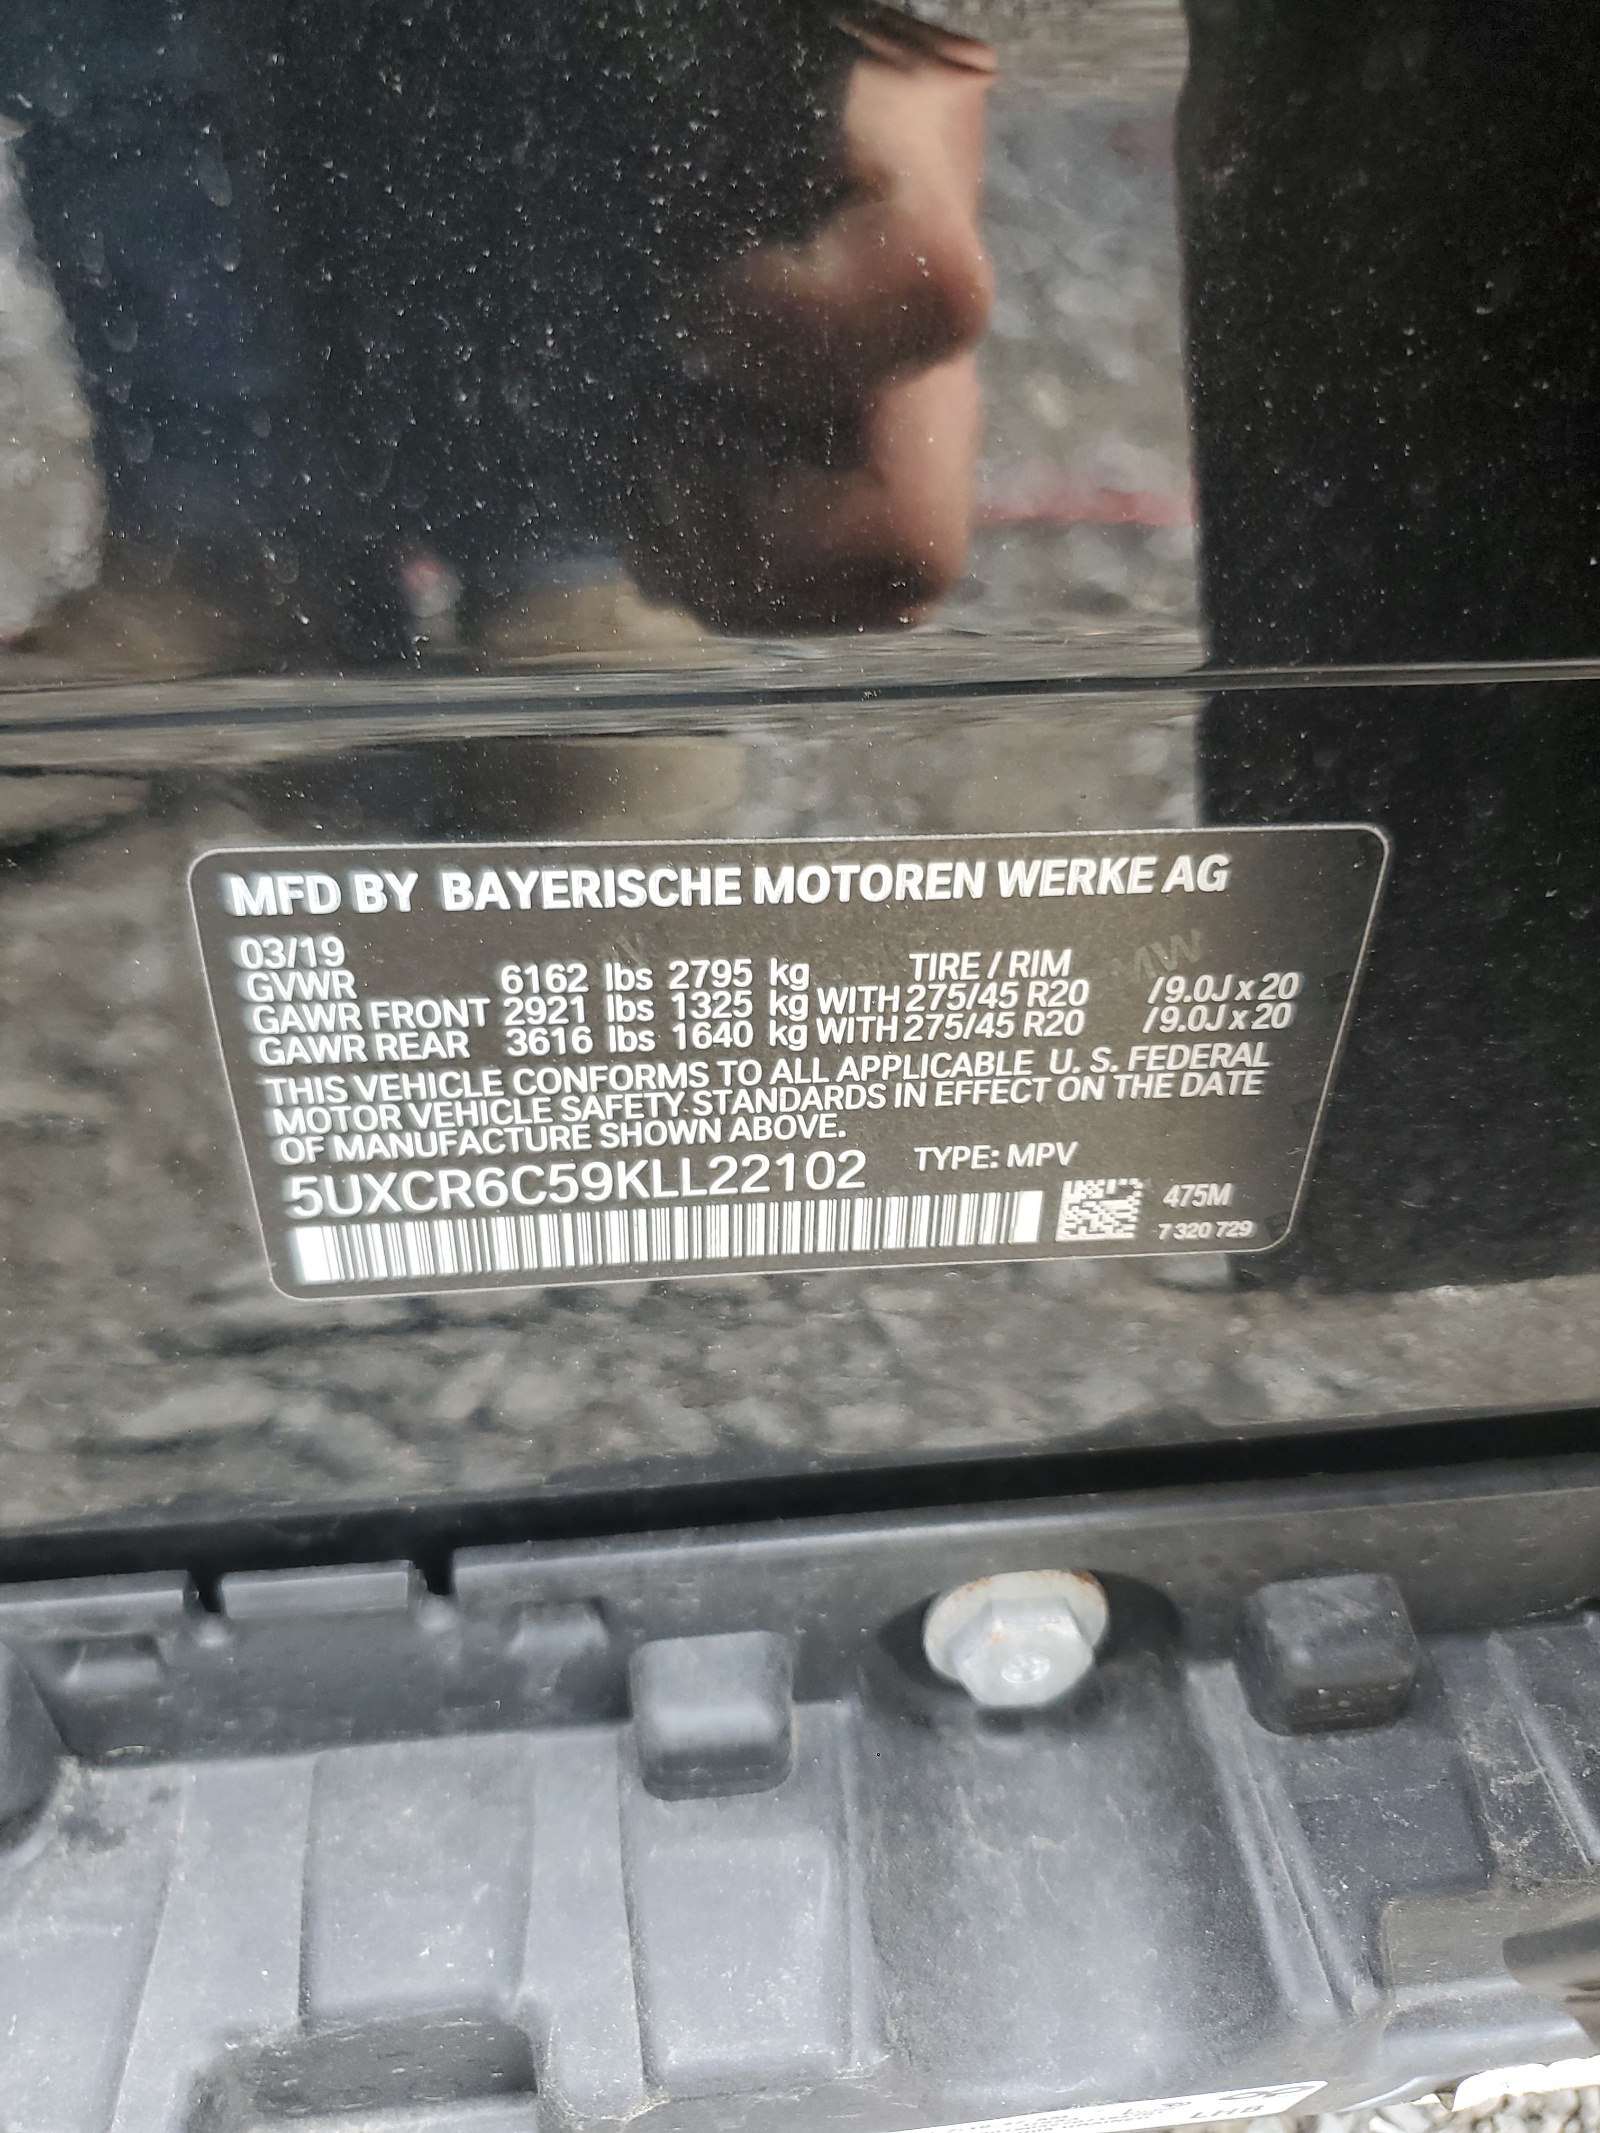 MFD BY BAYERISCHE MOTOREN WERKE AG
03/19
TIRE / RIM
GVWR 6162 lbs 2795 kg
GAWR FRONT 2921 lbs 1325 kg WITH 275/45 R20 /9.0J x 20
GAWR REAR 3616 lbs 1640 kg WITH 275/45 R20 /9.0J x 20
THIS VEHICLE CONFORMS TO ALL APPLICABLE U. S. FEDERAL
MOTOR VEHICLE SAFETY STANDARDS IN EFFECT ON THE DATE
OF MANUFACTURE SHOWN ABOVE.
5UXCR6C59KLL22102 TYPE: MPV
475M
7 320 729
LHB